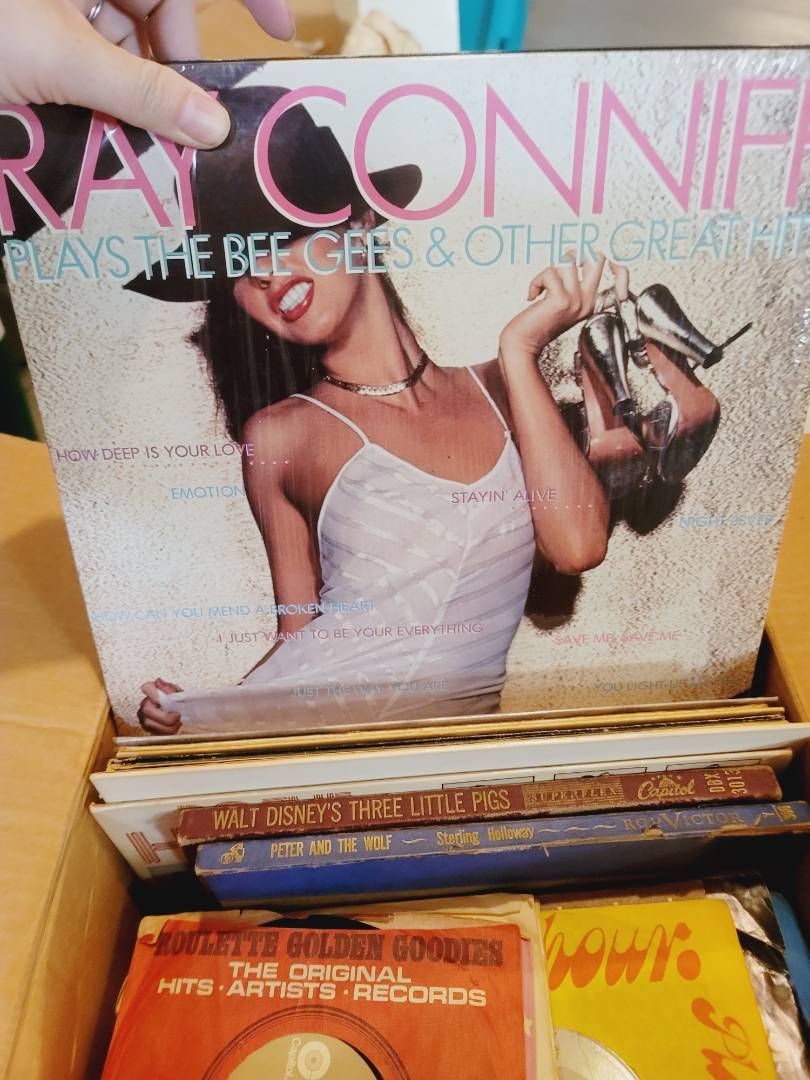 RAY CONNIFF
PLAYS THE BEE GEES & OTHER GREAT HITS
HOW DEEP IS YOUR LOVE
EMOTION
STAYIN' ALIVE
NIGHT FEVER
HOW CAN YOU MEND A BROKEN HEART
I JUST WANT TO BE YOUR EVERYTHING
SAVE ME, SAVE ME
JUST THE WAY YOU ARE
YOU LIGHT UP MY
WALT DISNEY'S THREE LITTLE PIGS SUPERFLEX Capitol DBX 3013
PETER AND THE WOLF Sterling Holloway RCA VICTOR
ROULETTE GOLDEN GOODIES
THE ORIGINAL
HITS · ARTISTS · RECORDS
Capitol
hour.